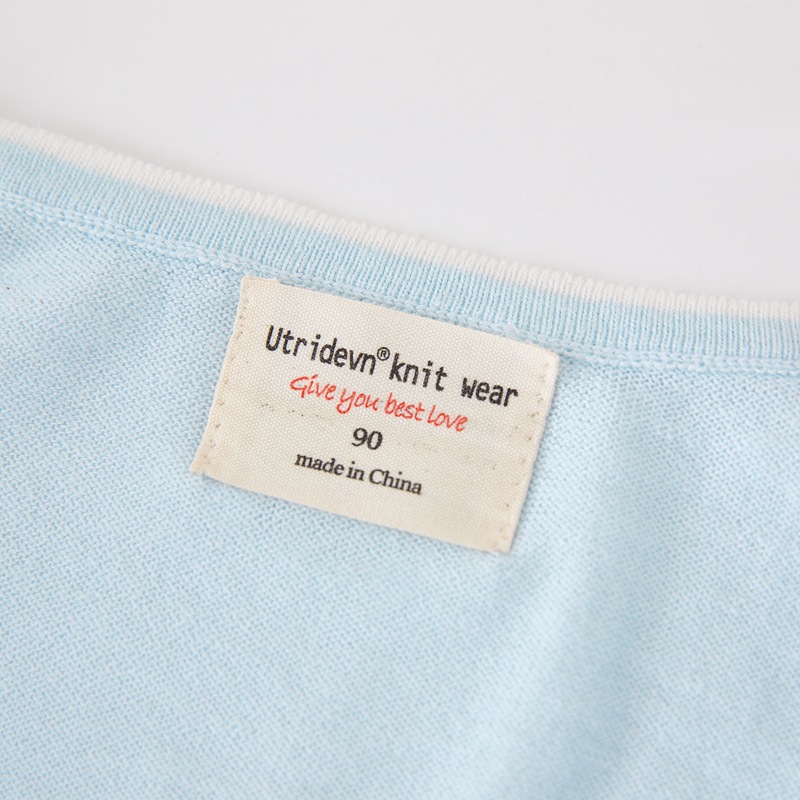 Utridevn® knit wear
Give you best love
90
made in China